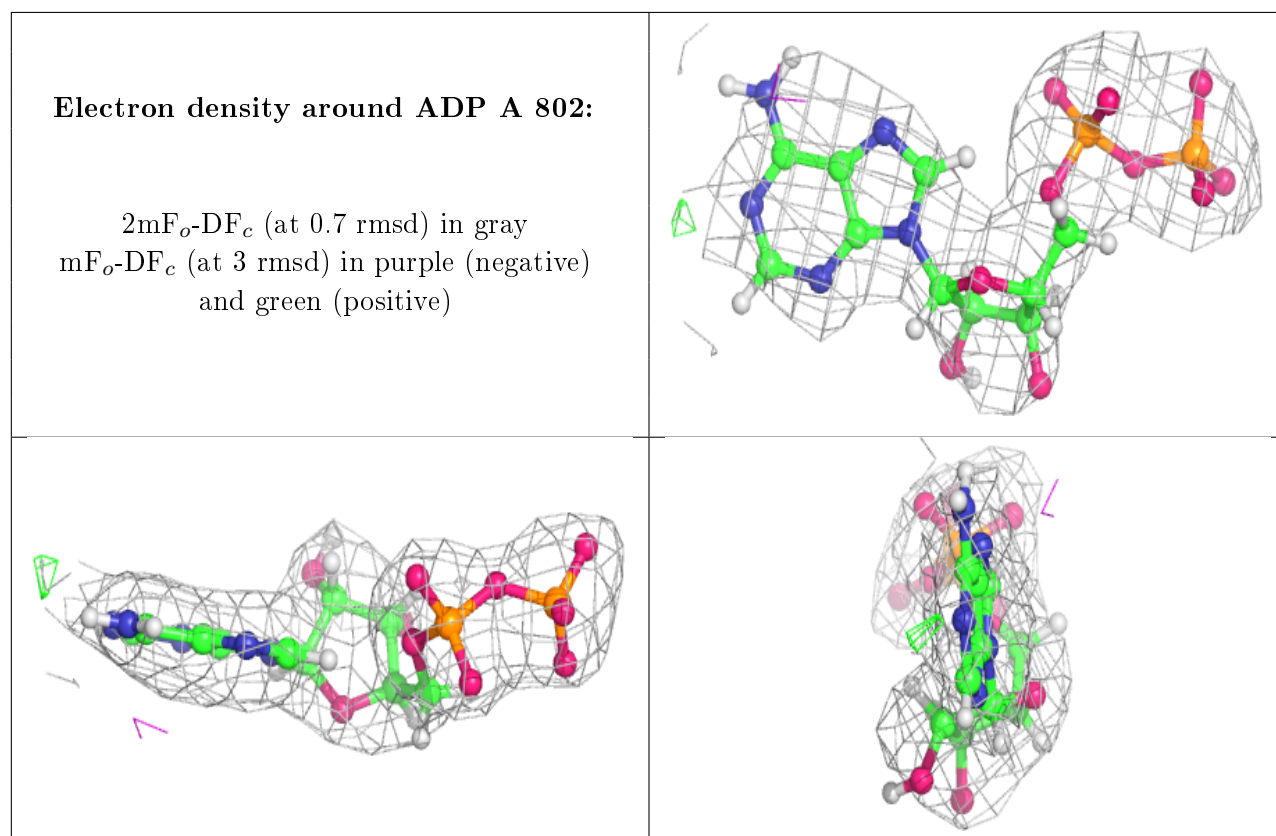 Electron density around ADP A 802:
2mFₒ-DF𝒸 (at 0.7 rmsd) in gray
mFₒ-DF𝒸 (at 3 rmsd) in purple (negative)
and green (positive)